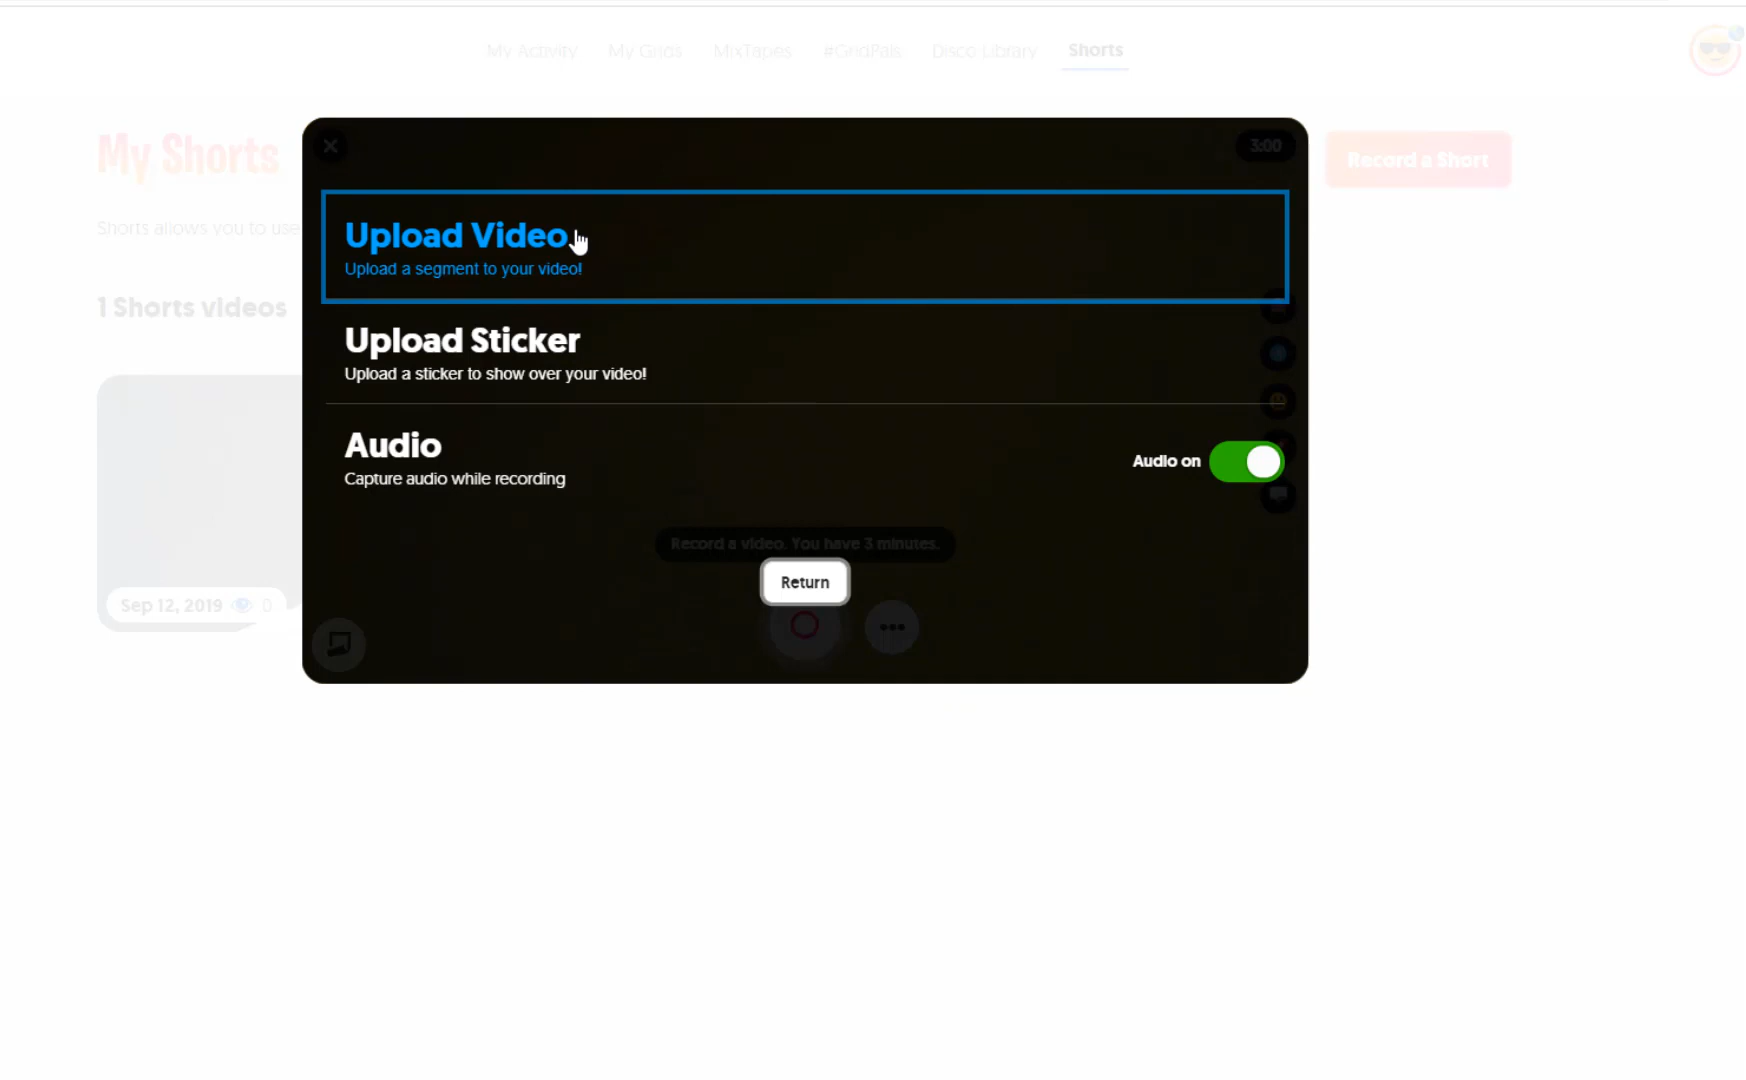 My Activity My Grids MixTapes #GridPals Disco Library Shorts
My Shorts
3:00
Record a Short
Shorts allows you to use
Upload Video
Upload a segment to your video!
1 Shorts videos
Upload Sticker
Upload a sticker to show over your video!
Audio
Capture audio while recording
Audio on
Record a video. You have 3 minutes.
Return
Sep 12, 2019 0